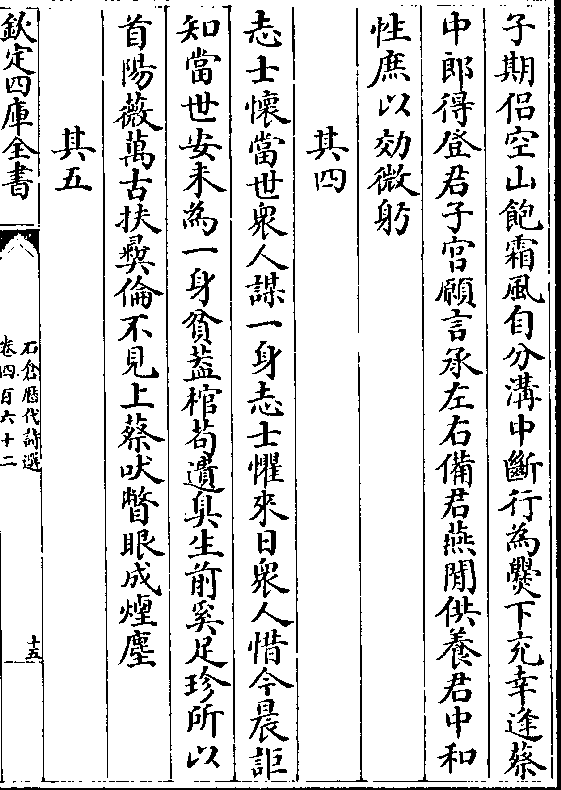 子期侣空山飽霜風自分溝中斷行為爨下充幸逢蔡
中郎得登君子宫願言承左右備君燕閒供養君中和
性庶以効微躬
其四
志士懷當世衆人謀一身志士懼來日衆人惜今晨詎
知當世安未為一身貧葢棺苟遺臭生前奚足珍所以
首陽薇萬古扶彛倫不見上蔡吠瞥眼成煙塵
其五
欽定四庫全書
石倉歷代詩選
卷四百六十二
十五